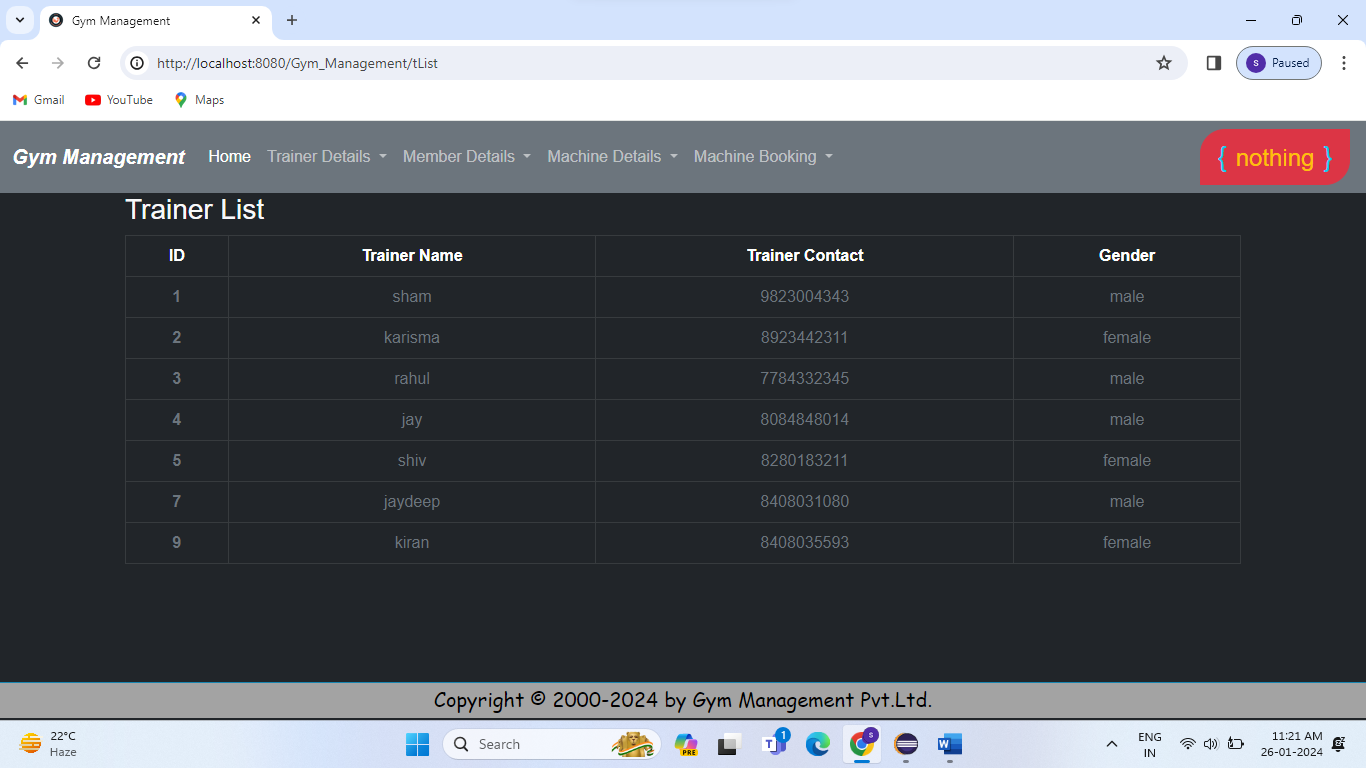 Gym Management
http://localhost:8080/Gym_Management/tList
S Paused
Gmail YouTube Maps
Gym Management Home Trainer Details Member Details Machine Details Machine Booking { nothing }
Trainer List
ID Trainer Name Trainer Contact Gender
1 sham 9823004343 male
2 karisma 8923442311 female
3 rahul 7784332345 male
4 jay 8084848014 male
5 shiv 8280183211 female
7 jaydeep 8408031080 male
9 kiran 8408035593 female
Copyright © 2000-2024 by Gym Management Pvt.Ltd.
22°C
Haze
Search
PRE
T 1
S
W
ENG
IN
11:21 AM
26-01-2024